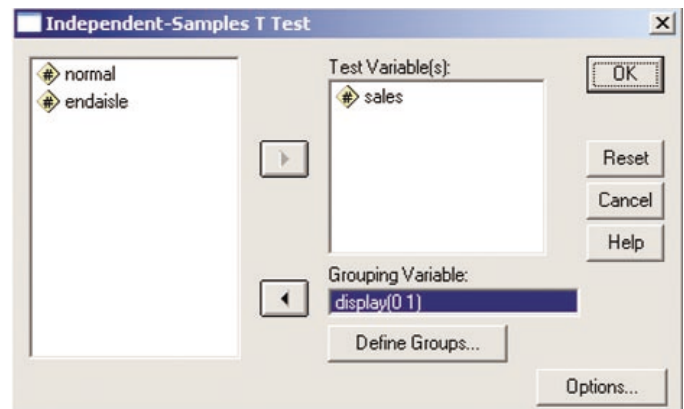 Independent-Samples T Test
normal
endaisle
Test Variable(s):
sales
OK
Reset
Cancel
Help
Grouping Variable:
display(0 1)
Define Groups...
Options...